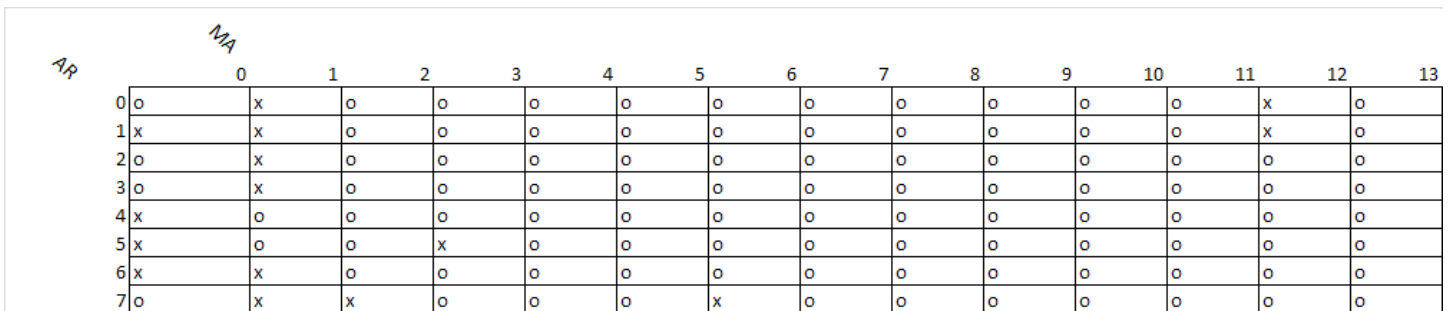 MA
AR
0 1 2 3 4 5 6 7 8 9 10 11 12 13
0 o x o o o o o o o o o o x o
1 x x o o o o o o o o o o x o
2 o x o o o o o o o o o o o o
3 o x o o o o o o o o o o o o
4 x o o o o o o o o o o o o o
5 x o o x o o o o o o o o o o
6 x x o o o o o o o o o o o o
7 o x x o o o x o o o o o o o